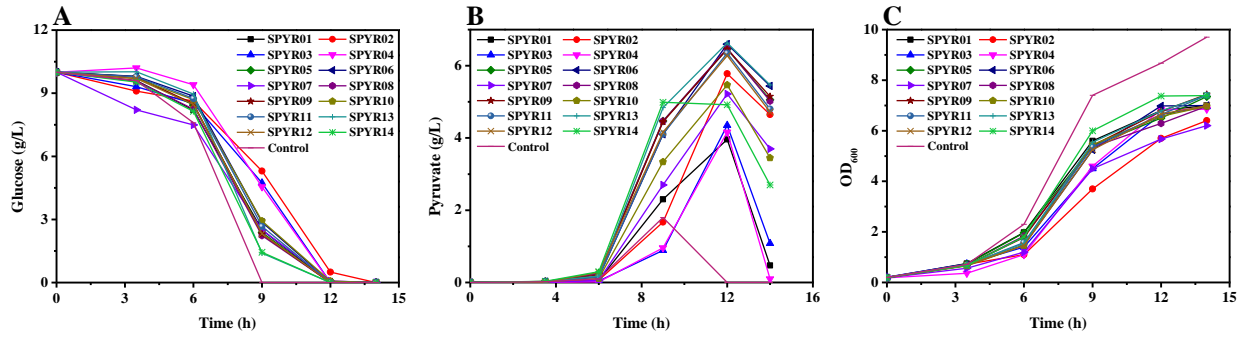 A
12
9
6
3
0
Glucose (g/L)
SPYR01 SPYR02
SPYR03 SPYR04
SPYR05 SPYR06
SPYR07 SPYR08
SPYR09 SPYR10
SPYR11 SPYR13
SPYR12 SPYR14
Control
0 3 6 9 12 15
Time (h)
B
6
4
2
0
Pyruvate (g/L)
SPYR01 SPYR02
SPYR03 SPYR04
SPYR05 SPYR06
SPYR07 SPYR08
SPYR09 SPYR10
SPYR11 SPYR13
SPYR12 SPYR14
Control
0 4 8 12 16
Time (h)
C
10
8
6
4
2
0
OD600
SPYR01 SPYR02
SPYR03 SPYR04
SPYR05 SPYR06
SPYR07 SPYR08
SPYR09 SPYR10
SPYR11 SPYR13
SPYR12 SPYR14
Control
0 3 6 9 12 15
Time (h)